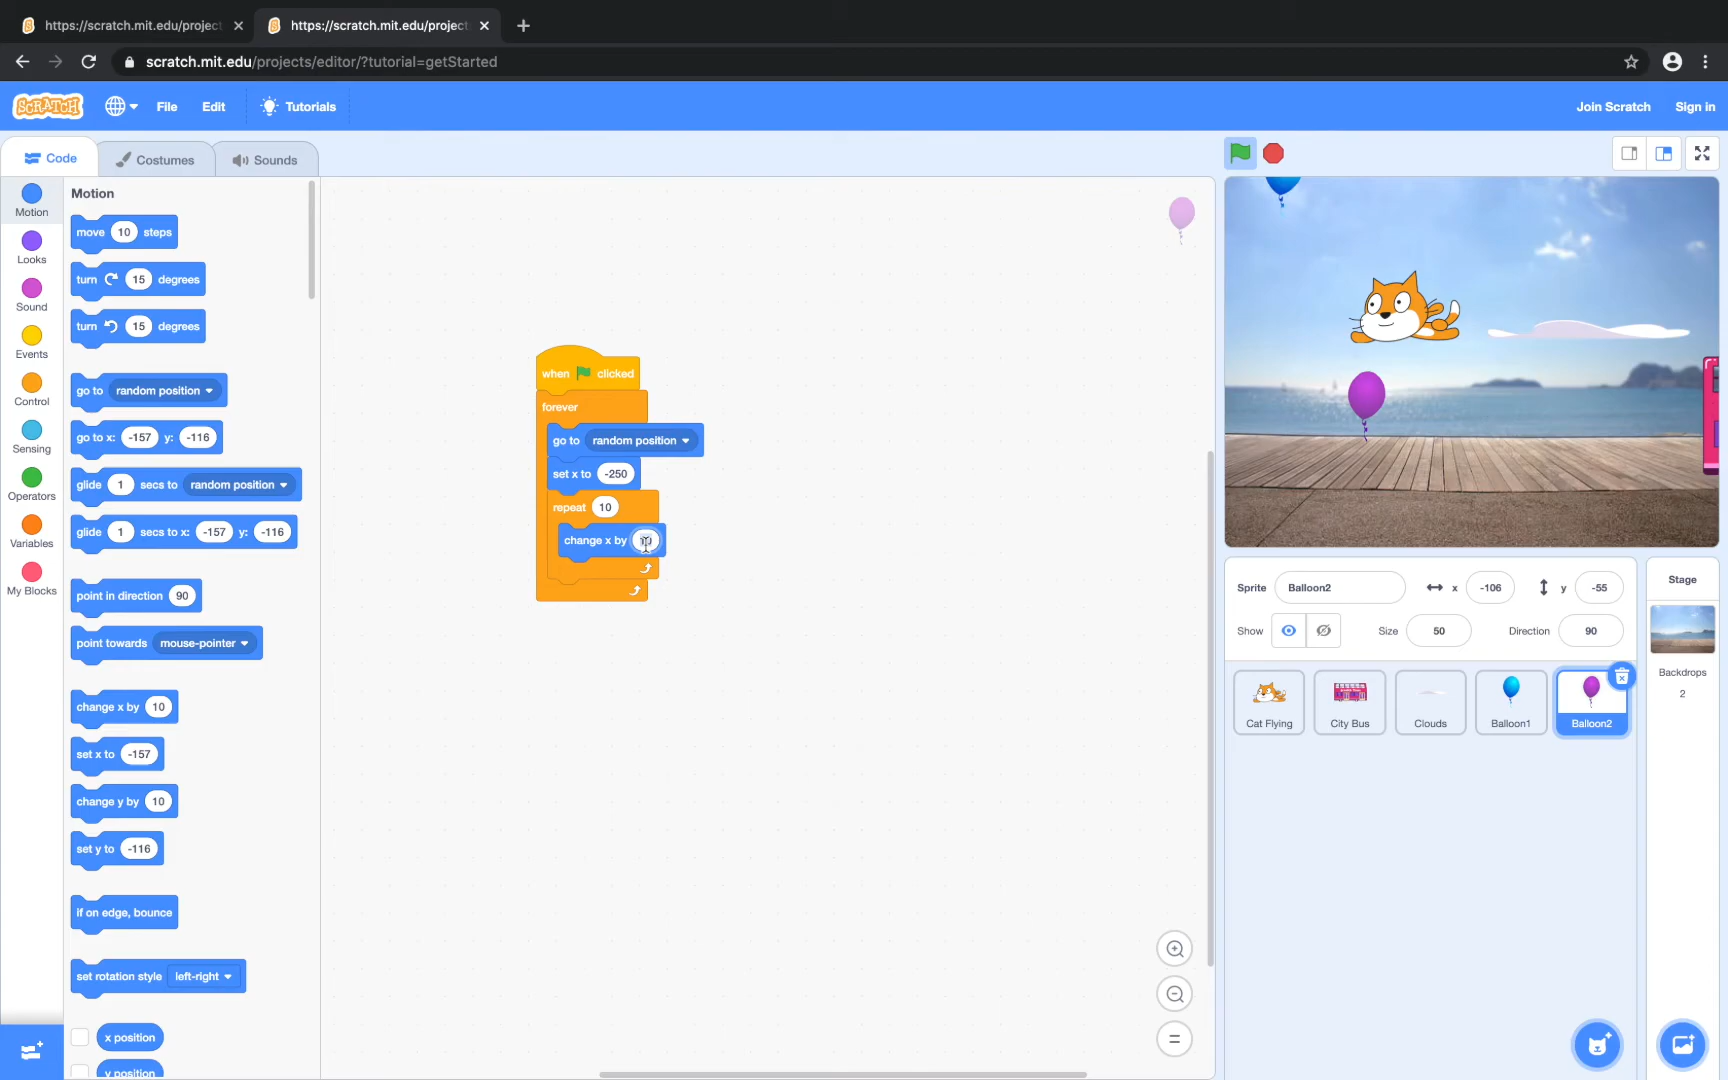 https://scratch.mit.edu/project
https://scratch.mit.edu/project
scratch.mit.edu/projects/editor/?tutorial=getStarted
SCRATCH
File
Edit
Tutorials
Join Scratch
Sign in
Code
Costumes
Sounds
Motion
Looks
Sound
Events
Control
Sensing
Operators
Variables
My Blocks
Motion
move 10 steps
turn 15 degrees
turn 15 degrees
go to random position
go to x: -157 y: -116
glide 1 secs to random position
glide 1 secs to x: -157 y: -116
point in direction 90
point towards mouse-pointer
change x by 10
set x to -157
change y by 10
set y to -116
if on edge, bounce
set rotation style left-right
x position
y position
when clicked
forever
go to random position
set x to -250
repeat 10
change x by
Sprite Balloon2 x -106 y -55
Show Size 50 Direction 90
Cat Flying
City Bus
Clouds
Balloon1
Balloon2
Stage
Backdrops
2